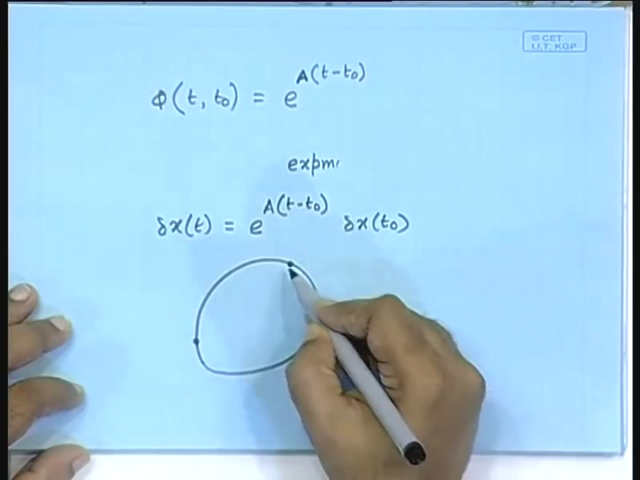 © CET
I.I.T. KGP
Φ(t, t₀) = e^{A(t-t₀)}
expm
δx(t) = e^{A(t-t₀)} δx(t₀)